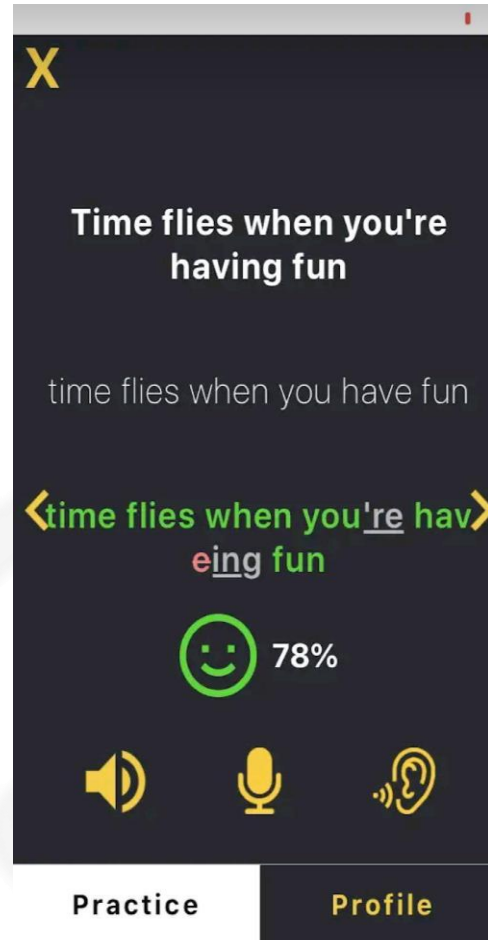 X
Time flies when you're
having fun
time flies when you have fun
time flies when you're hav
eing fun
78%
Practice
Profile